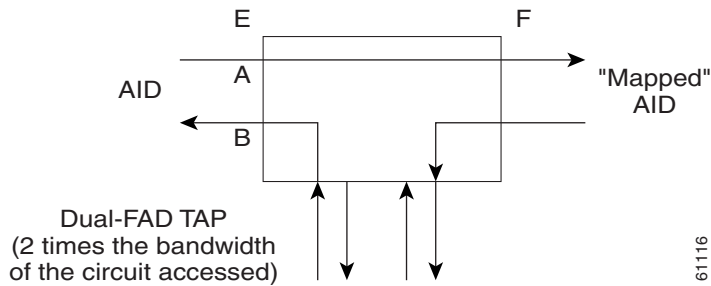 E
F
A
AID
"Mapped"
AID
B
Dual-FAD TAP
(2 times the bandwidth
of the circuit accessed)
61116